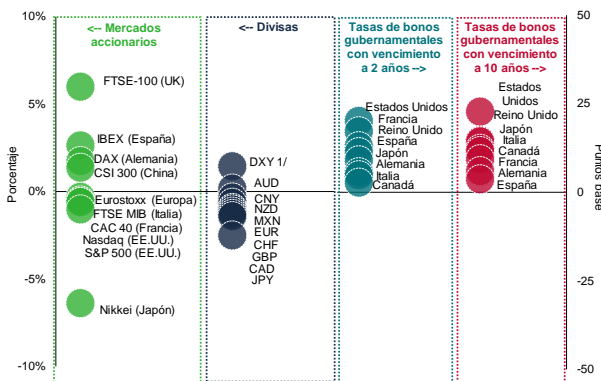 10%
5%
0%
-5%
-10%
Porcentaje
<-- Mercados
accionarios
FTSE-100 (UK)
IBEX (España)
DAX (Alemania)
CSI 300 (China)
Eurostoxx (Europa)
FTSE MIB (Italia)
CAC 40 (Francia)
Nasdaq (EE.UU.)
S&P 500 (EE.UU.)
Nikkei (Japón)
<-- Divisas
DXY 1/
AUD
CNY
NZD
MXN
EUR
CHF
GBP
CAD
JPY
Tasas de bonos
gubernamentales
con vencimiento
a 2 años -->
Estados Unidos
Francia
Reino Unido
España
Japón
Alemania
Italia
Canadá
Tasas de bonos
gubernamentales
con vencimiento
a 10 años -->
Estados
Unidos
Reino Unido
Japón
Italia
Canadá
Francia
Alemania
España
50
25
0
-25
-50
Puntos base